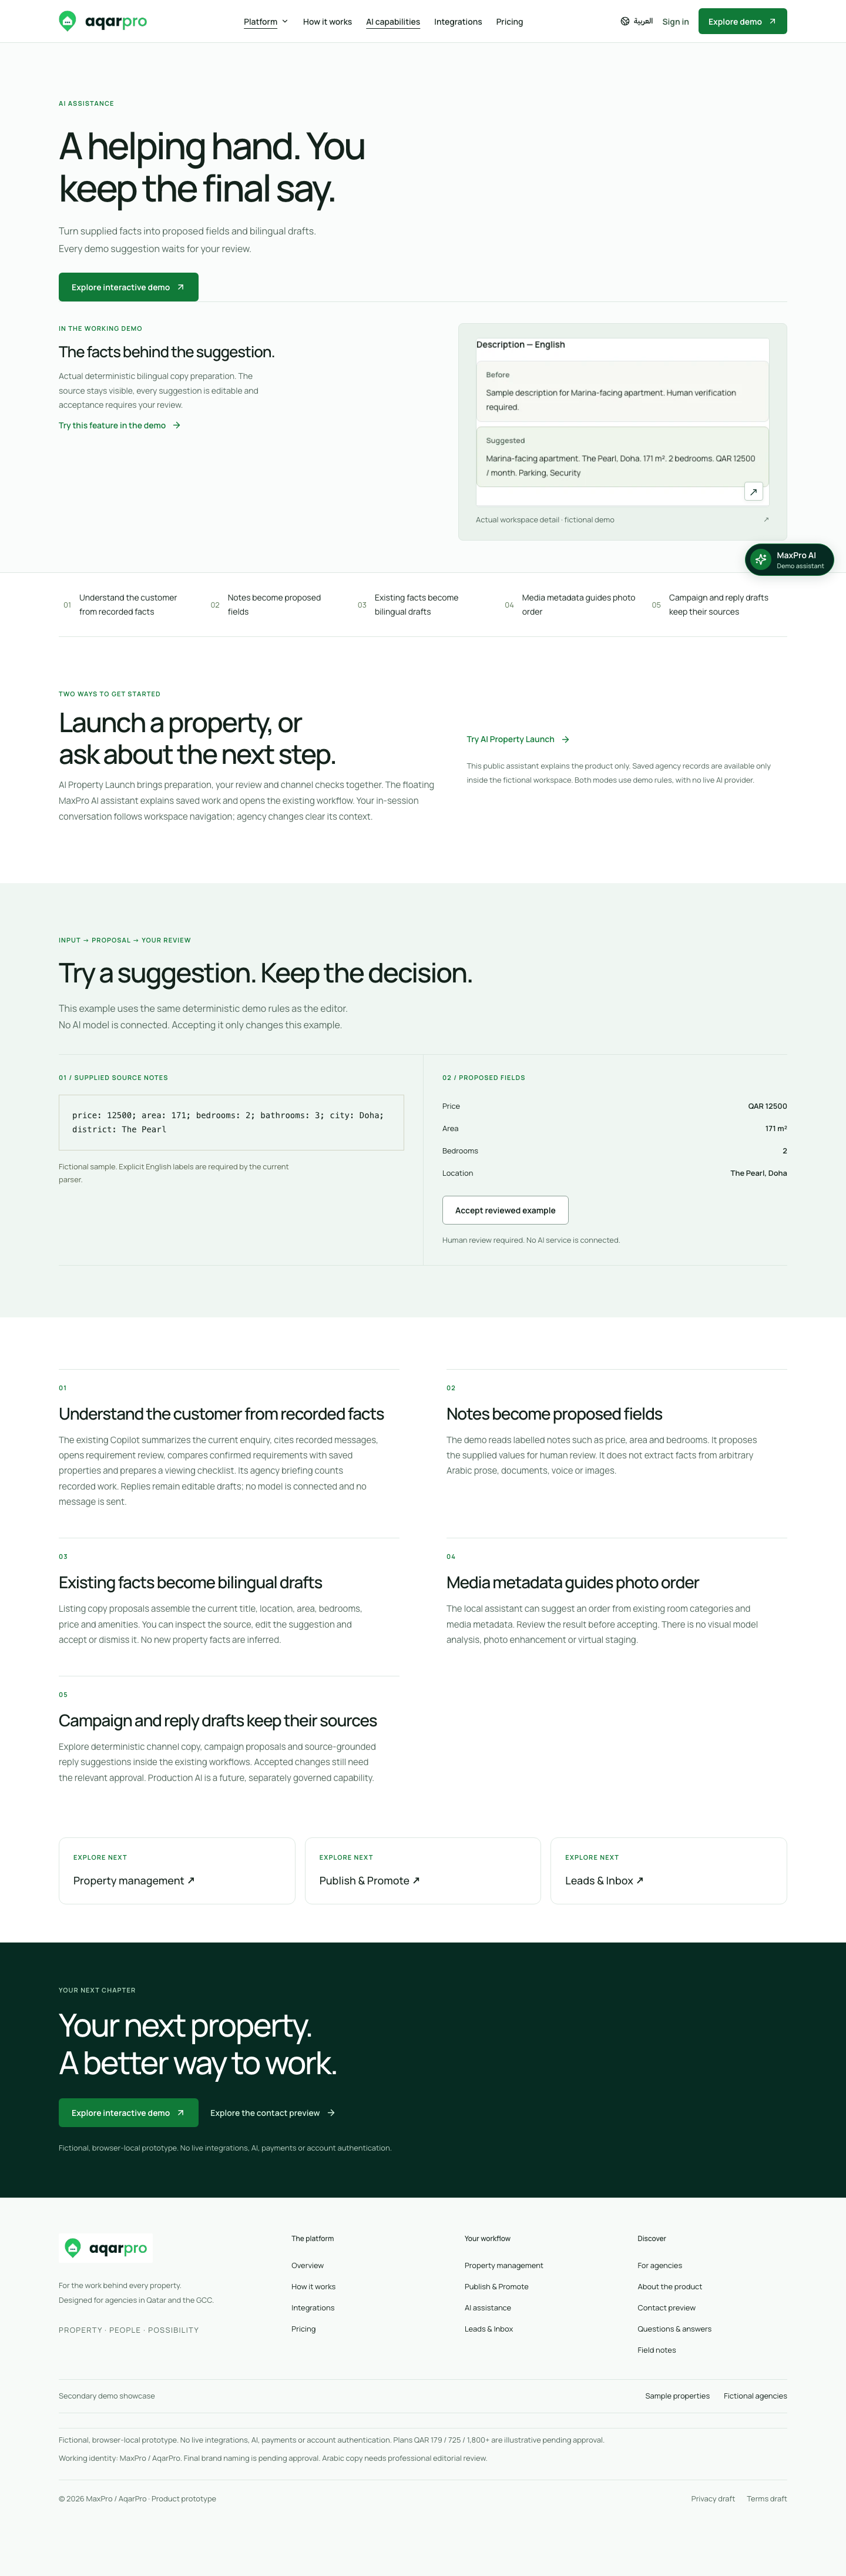 aqarpro
Platform
How it works
AI capabilities
Integrations
Pricing
العربية
Sign in
Explore demo
AI ASSISTANCE
A helping hand. You
keep the final say.
Turn supplied facts into proposed fields and bilingual drafts.
Every demo suggestion waits for your review.
Explore interactive demo
IN THE WORKING DEMO
The facts behind the suggestion.
Actual deterministic bilingual copy preparation. The
source stays visible, every suggestion is editable and
acceptance requires your review.
Try this feature in the demo →
Description — English
Before
Sample description for Marina-facing apartment. Human verification
required.
Suggested
Marina-facing apartment. The Pearl, Doha. 171 m². 2 bedrooms. QAR 12500
/ month. Parking, Security
↗
Actual workspace detail · fictional demo ↗
MaxPro AI
Demo assistant
01 Understand the customer
from recorded facts
02 Notes become proposed
fields
03 Existing facts become
bilingual drafts
04 Media metadata guides photo
order
05 Campaign and reply drafts
keep their sources
TWO WAYS TO GET STARTED
Launch a property, or
ask about the next step.
AI Property Launch brings preparation, your review and channel checks together. The floating
MaxPro AI assistant explains saved work and opens the existing workflow. Your in-session
conversation follows workspace navigation; agency changes clear its context.
Try AI Property Launch →
This public assistant explains the product only. Saved agency records are available only
inside the fictional workspace. Both modes use demo rules, with no live AI provider.
INPUT → PROPOSAL → YOUR REVIEW
Try a suggestion. Keep the decision.
This example uses the same deterministic demo rules as the editor.
No AI model is connected. Accepting it only changes this example.
01 / SUPPLIED SOURCE NOTES
price: 12500; area: 171; bedrooms: 2; bathrooms: 3; city: Doha;
district: The Pearl
Fictional sample. Explicit English labels are required by the current
parser.
02 / PROPOSED FIELDS
Price QAR 12500
Area 171 m²
Bedrooms 2
Location The Pearl, Doha
Accept reviewed example
Human review required. No AI service is connected.
01
Understand the customer from recorded facts
The existing Copilot summarizes the current enquiry, cites recorded messages,
opens requirement review, compares confirmed requirements with saved
properties and prepares a viewing checklist. Its agency briefing counts
recorded work. Replies remain editable drafts; no model is connected and no
message is sent.
02
Notes become proposed fields
The demo reads labelled notes such as price, area and bedrooms. It proposes
the supplied values for human review. It does not extract facts from arbitrary
Arabic prose, documents, voice or images.
03
Existing facts become bilingual drafts
Listing copy proposals assemble the current title, location, area, bedrooms,
price and amenities. You can inspect the source, edit the suggestion and
accept or dismiss it. No new property facts are inferred.
04
Media metadata guides photo order
The local assistant can suggest an order from existing room categories and
media metadata. Review the result before accepting. There is no visual model
analysis, photo enhancement or virtual staging.
05
Campaign and reply drafts keep their sources
Explore deterministic channel copy, campaign proposals and source-grounded
reply suggestions inside the existing workflows. Accepted changes still need
the relevant approval. Production AI is a future, separately governed capability.
EXPLORE NEXT
Property management ↗
EXPLORE NEXT
Publish & Promote ↗
EXPLORE NEXT
Leads & Inbox ↗
YOUR NEXT CHAPTER
Your next property.
A better way to work.
Explore interactive demo
Explore the contact preview →
Fictional, browser-local prototype. No live integrations, AI, payments or account authentication.
aqarpro
For the work behind every property.
Designed for agencies in Qatar and the GCC.
PROPERTY · PEOPLE · POSSIBILITY
The platform
Overview
How it works
Integrations
Pricing
Your workflow
Property management
Publish & Promote
AI assistance
Leads & Inbox
Discover
For agencies
About the product
Contact preview
Questions & answers
Field notes
Secondary demo showcase
Sample properties
Fictional agencies
Fictional, browser-local prototype. No live integrations, AI, payments or account authentication. Plans QAR 179 / 725 / 1,800+ are illustrative pending approval.
Working identity: MaxPro / AqarPro. Final brand naming is pending approval. Arabic copy needs professional editorial review.
© 2026 MaxPro / AqarPro · Product prototype
Privacy draft
Terms draft